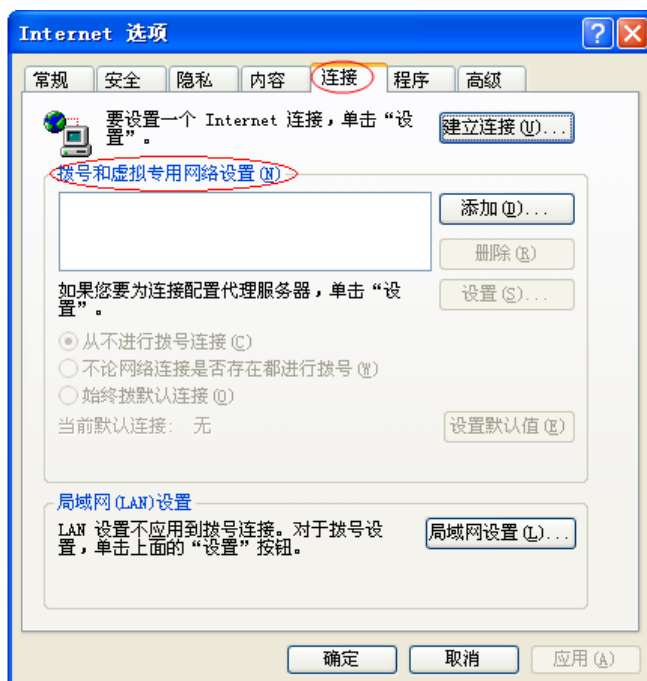 Internet 选项
常规 安全 隐私 内容 连接 程序 高级
要设置一个 Internet 连接，单击“设
置”。
建立连接(U)...
拨号和虚拟专用网络设置(N)
添加(D)...
删除(R)
如果您要为连接配置代理服务器，单击“设
置”。
设置(S)...
从不进行拨号连接(C)
不论网络连接是否存在都进行拨号(W)
始终拨默认连接(O)
当前默认连接： 无
设置默认值(E)
局域网(LAN)设置
LAN 设置不应用到拨号连接。对于拨号设
置，单击上面的“设置”按钮。
局域网设置(L)...
确定 取消 应用(A)